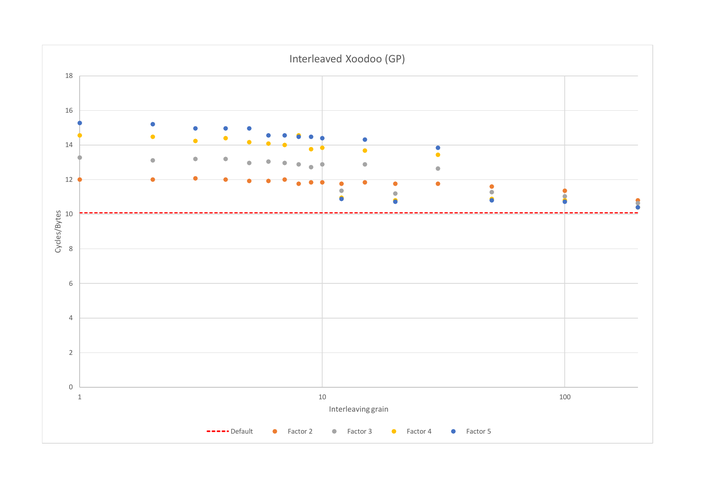 Interleaved Xoodoo (GP)
18
16
14
12
10
8
6
4
2
0
Cycles/Bytes
1
10
100
Interleaving grain
Default
Factor 2
Factor 3
Factor 4
Factor 5